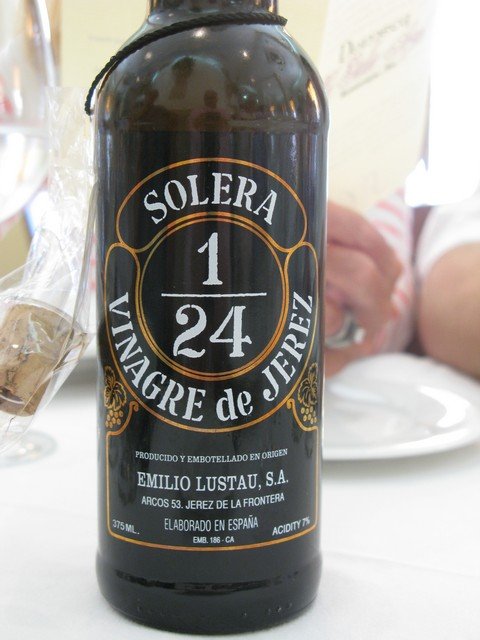 SOLERA
1
24
VINAGRE de JEREZ
PRODUCIDO Y EMBOTELLADO EN ORIGEN
EMILIO LUSTAU, S.A.
ARCOS 53. JEREZ DE LA FRONTERA
ELABORADO EN ESPAÑA
375 ML.
ACIDITY 7%
EMB. 186 - CA